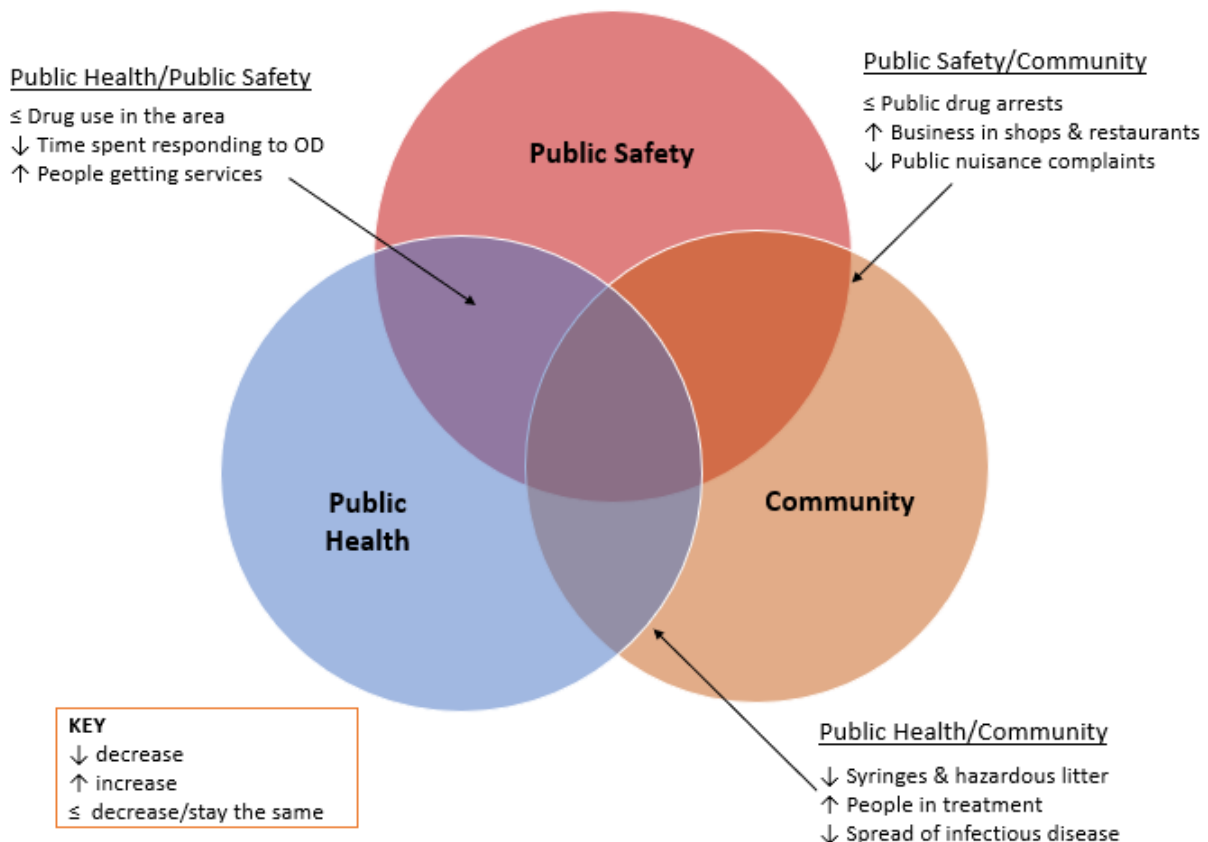 Public Health/Public Safety
≤ Drug use in the area
↓ Time spent responding to OD
↑ People getting services
Public Safety/Community
≤ Public drug arrests
↑ Business in shops & restaurants
↓ Public nuisance complaints
Public Safety
Public
Health
Community
KEY
↓ decrease
↑ increase
≤ decrease/stay the same
Public Health/Community
↓ Syringes & hazardous litter
↑ People in treatment
↓ Spread of infectious disease